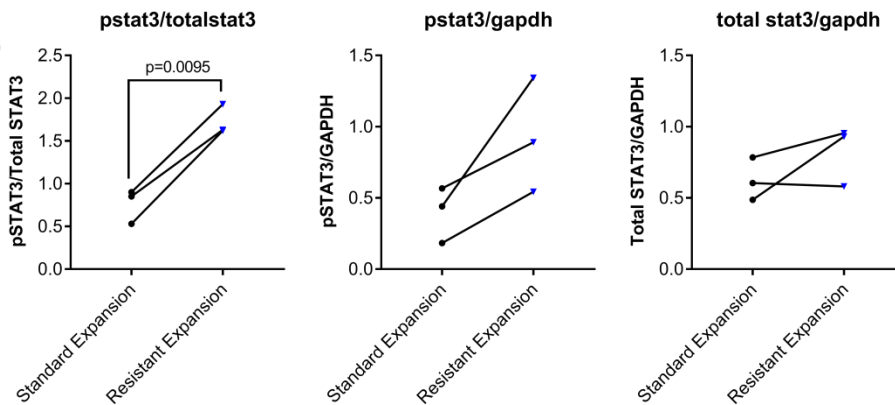 pstat3/totalstat3
p=0.0095
pSTAT3/Total STAT3
2.5
2.0
1.5
1.0
0.5
0.0
Standard Expansion
Resistant Expansion
pstat3/gapdh
pSTAT3/GAPDH
1.5
1.0
0.5
0.0
Standard Expansion
Resistant Expansion
total stat3/gapdh
Total STAT3/GAPDH
1.5
1.0
0.5
0.0
Standard Expansion
Resistant Expansion